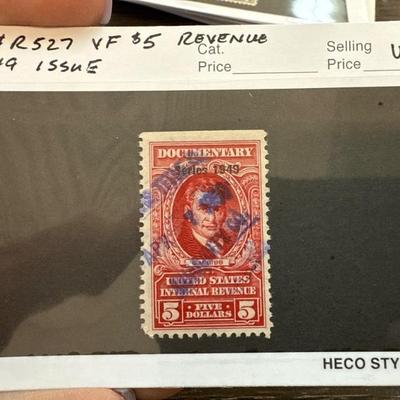 #R527 VF $5 REVENUE
49 ISSUE
Cat.
Price
Selling
Price
U
DOCUMENTARY
Series 1949
UNITED STATES
INTERNAL REVENUE
5 FIVE DOLLARS 5
HECO STY